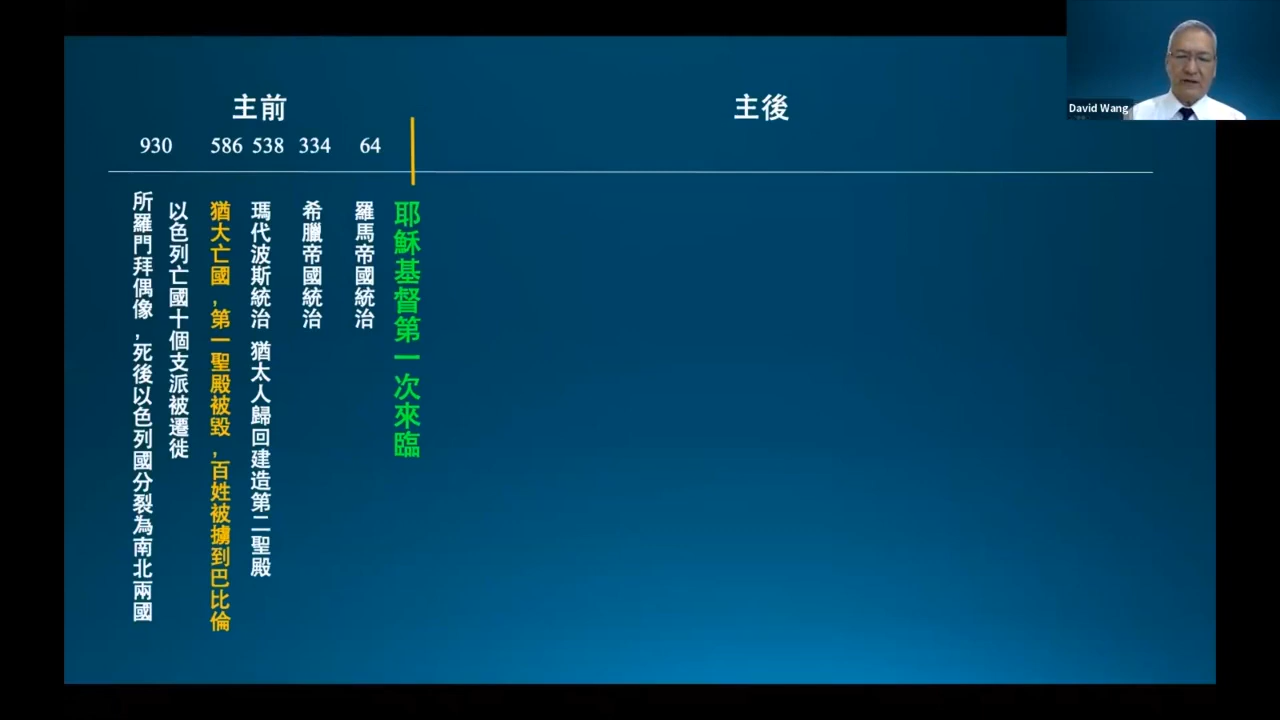 主前
主後
930
586
538
334
64
所羅門拜偶像,死後以色列國分裂為南北兩國
以色列亡國十個支派被遷徙
猶大亡國,第一聖殿被毀,百姓被擄到巴比倫
瑪代波斯統治 猶太人歸回建造第二聖殿
希臘帝國統治
羅馬帝國統治
耶穌基督第一次來臨
David Wang